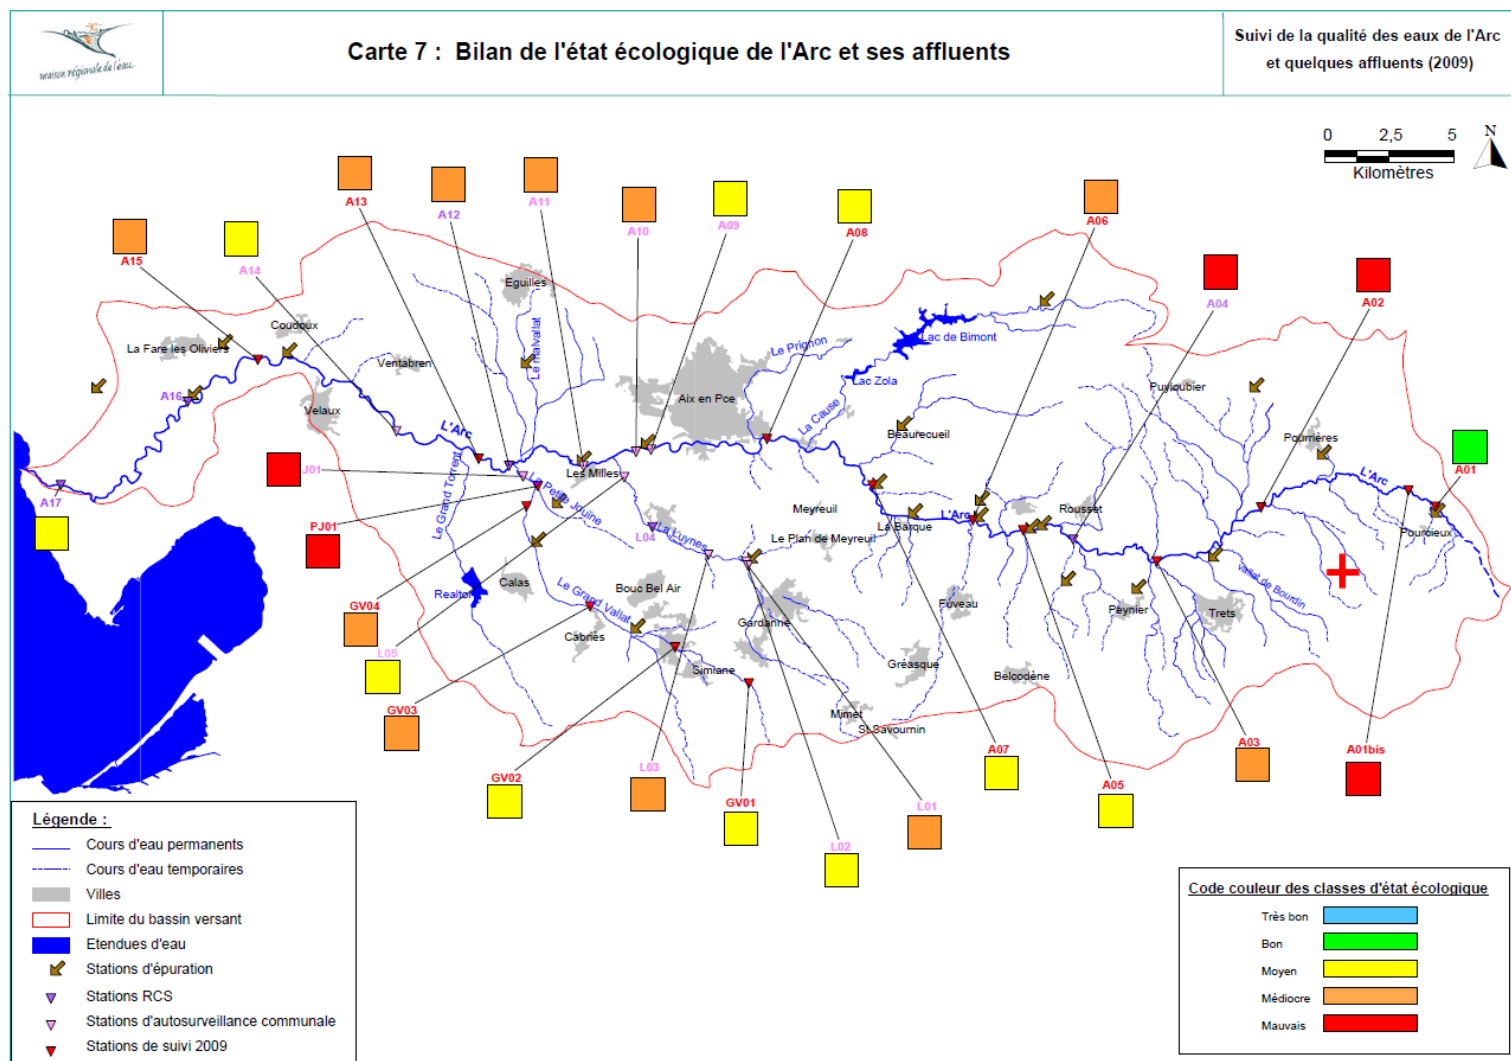 maison régionale de l'eau
Carte 7 : Bilan de l'état écologique de l'Arc et ses affluents
Suivi de la qualité des eaux de l'Arc
et quelques affluents (2009)
0 2,5 5
Kilomètres
N
A13
A12
A11
A10
A09
A08
A06
A04
A02
A15
A14
A01
Eguilles
Le malvallat
Coudoux
La Fare les Oliviers
Ventabren
Velaux
A16
A17
L'Arc
Aix en Pce
Le Prignon
Lac de Bimont
Lac Zola
La Cause
Beaurecueil
Puyloubier
Pourrières
L'Arc
Pourcieux
J01
PJ01
Les Milles
La Petite Jouïne
Le Grand Torrent
L04
La Luynes
Meyreuil
Le Plan de Meyreuil
La Barque
L'Arc
Rousset
Vallat de Bourdin
Realtor
Calas
Bouc Bel Air
Le Grand Vallat
Cabriès
Gardanne
Simiane
Fuveau
Peynier
Trets
Gréasque
Belcodène
Mimet
St Savournin
GV04
L05
GV03
GV02
L03
GV01
L02
L01
A07
A05
A03
A01bis
Légende :
Cours d'eau permanents
Cours d'eau temporaires
Villes
Limite du bassin versant
Etendues d'eau
Stations d'épuration
Stations RCS
Stations d'autosurveillance communale
Stations de suivi 2009
Code couleur des classes d'état écologique
Très bon
Bon
Moyen
Médiocre
Mauvais